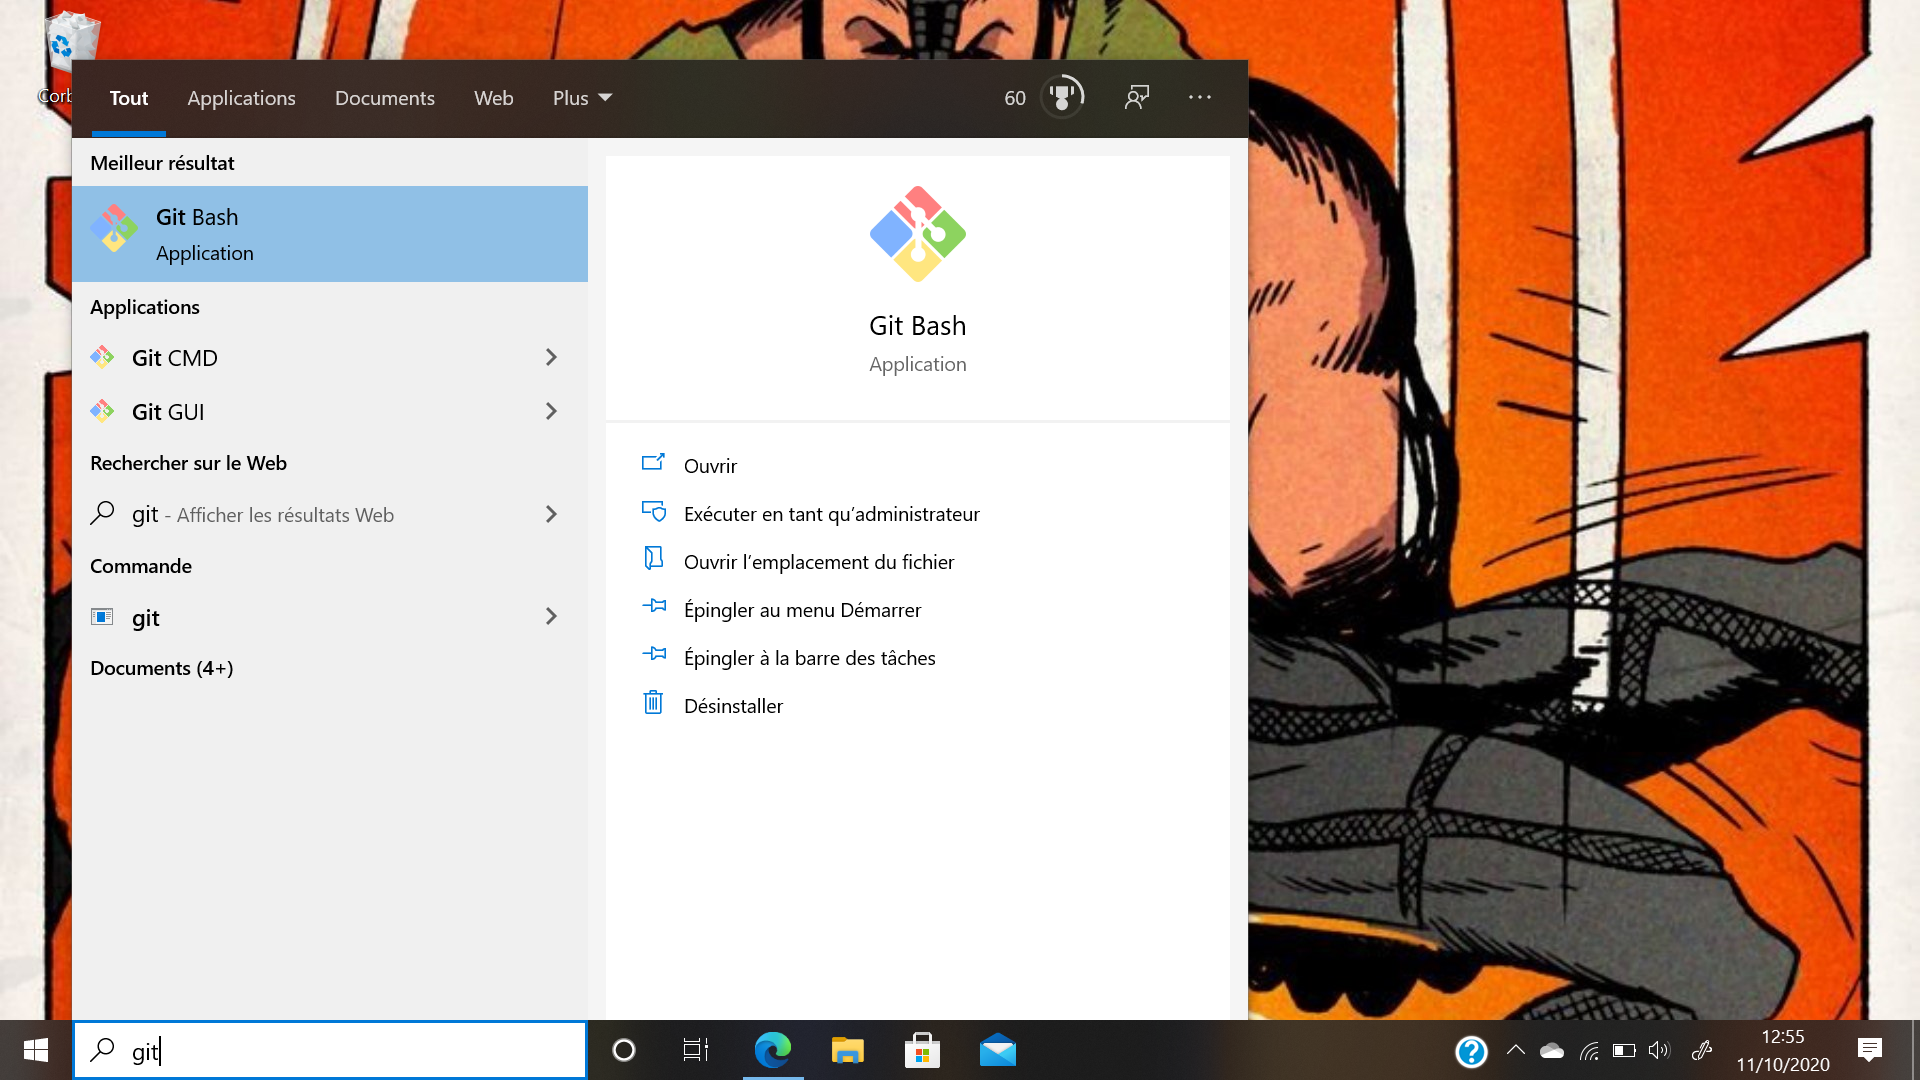 Corb
Tout Applications Documents Web Plus 60
Meilleur résultat
Git Bash
Application
Applications
Git CMD
Git GUI
Rechercher sur le Web
git - Afficher les résultats Web
Commande
git
Documents (4+)
Git Bash
Application
Ouvrir
Exécuter en tant qu’administrateur
Ouvrir l’emplacement du fichier
Épingler au menu Démarrer
Épingler à la barre des tâches
Désinstaller
git
?
12:55
11/10/2020